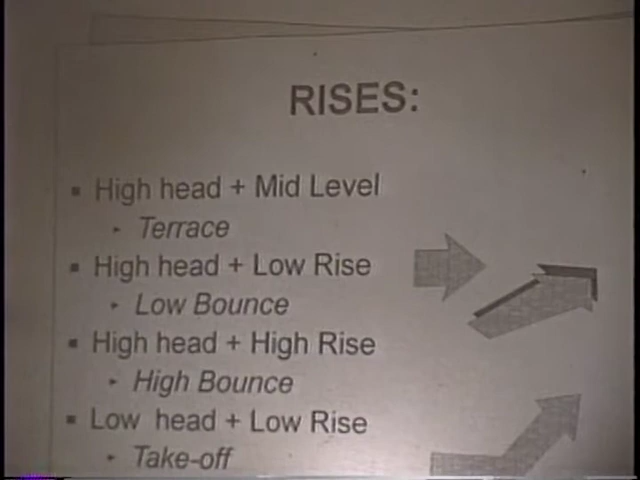 RISES:
▪ High head + Mid Level
‣ Terrace
▪ High head + Low Rise
‣ Low Bounce
▪ High head + High Rise
‣ High Bounce
▪ Low head + Low Rise
‣ Take-off